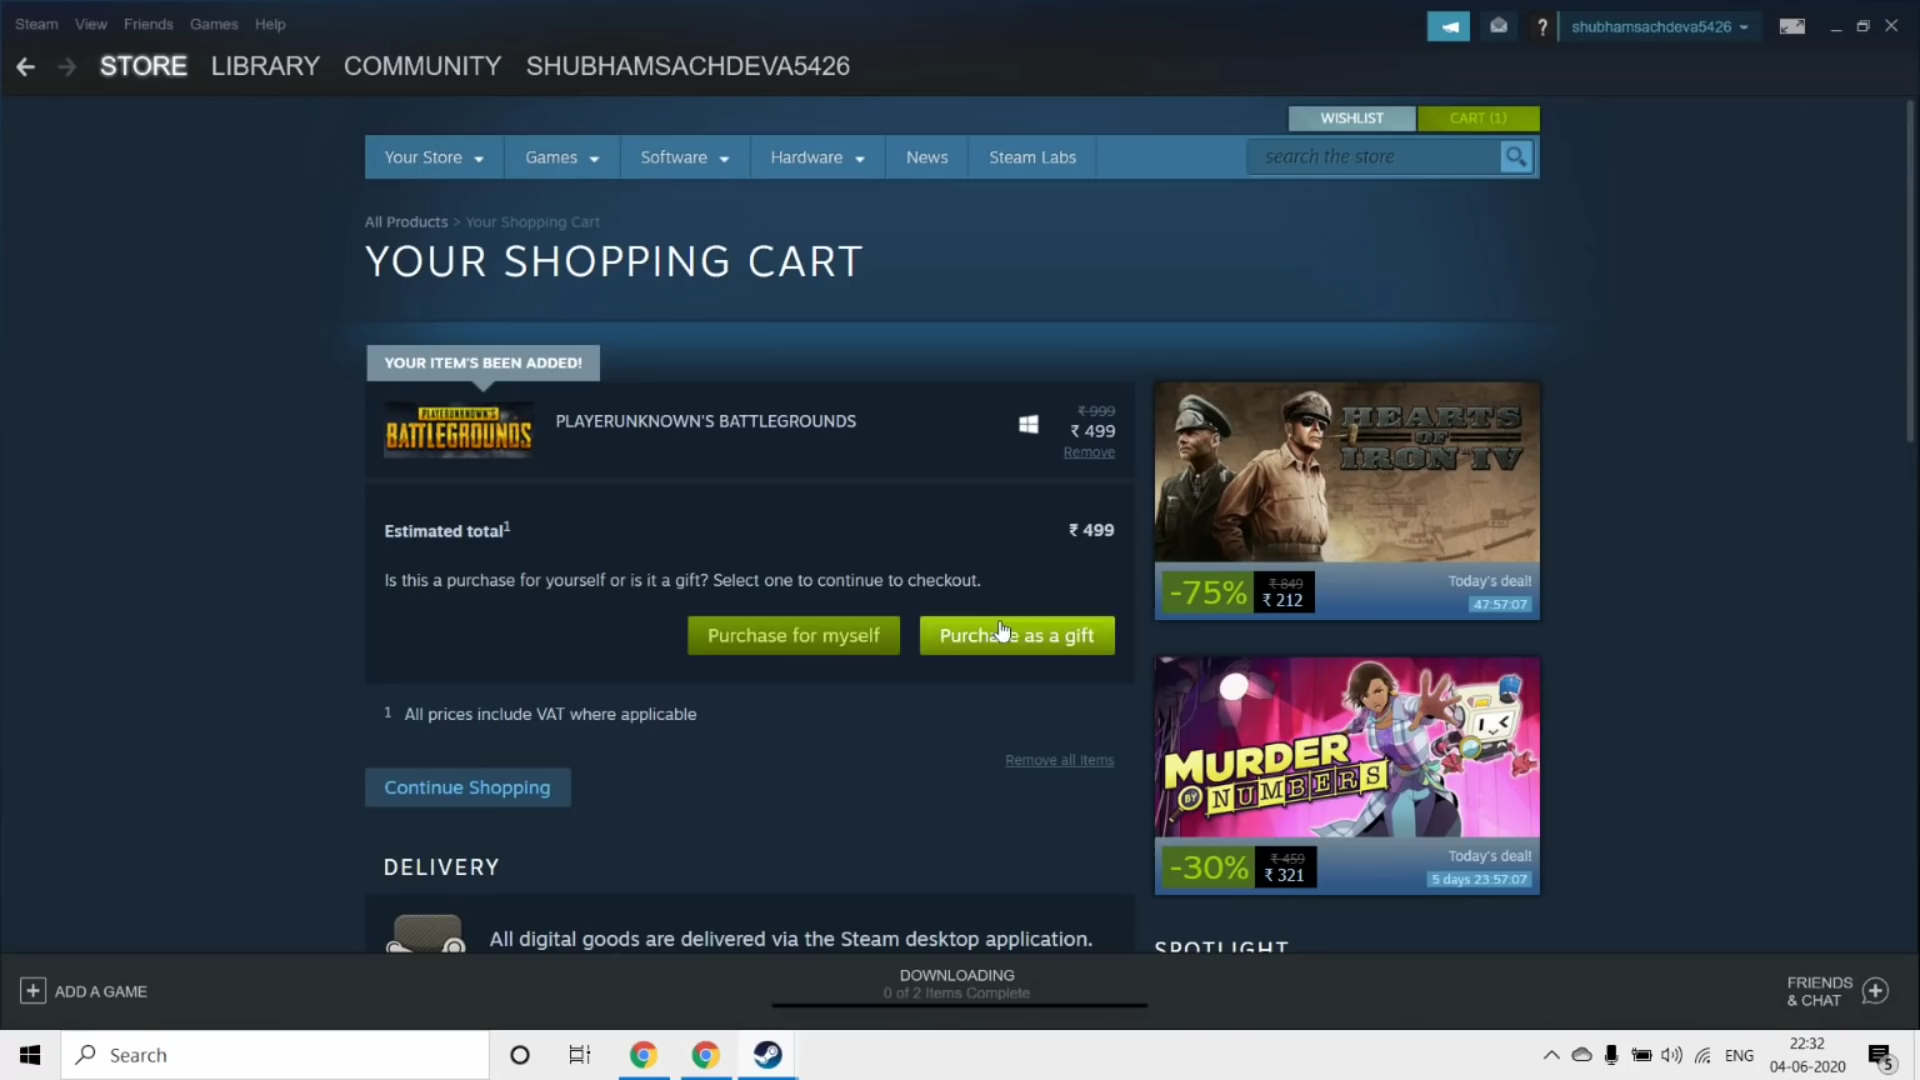 Steam View Friends Games Help
shubhamsachdeva5426
STORE LIBRARY COMMUNITY SHUBHAMSACHDEVA5426
WISHLIST CART (1)
Your Store Games Software Hardware News Steam Labs search the store
All Products > Your Shopping Cart
YOUR SHOPPING CART
YOUR ITEM'S BEEN ADDED!
PLAYERUNKNOWN'S
BATTLEGROUNDS
PLAYERUNKNOWN'S BATTLEGROUNDS
₹ 999
₹ 499
Remove
Estimated total1
₹ 499
Is this a purchase for yourself or is it a gift? Select one to continue to checkout.
Purchase for myself
Purchase as a gift
1 All prices include VAT where applicable
Remove all items
Continue Shopping
DELIVERY
All digital goods are delivered via the Steam desktop application.
HEARTS
OF
IRON IV
-75%
₹ 849
₹ 212
Today's deal!
47:57:07
MURDER
BY NUMBERS
-30%
₹ 459
₹ 321
Today's deal!
5 days 23:57:07
SPOTLIGHT
ADD A GAME
DOWNLOADING
0 of 2 Items Complete
FRIENDS
& CHAT
Search
ENG
22:32
04-06-2020
5